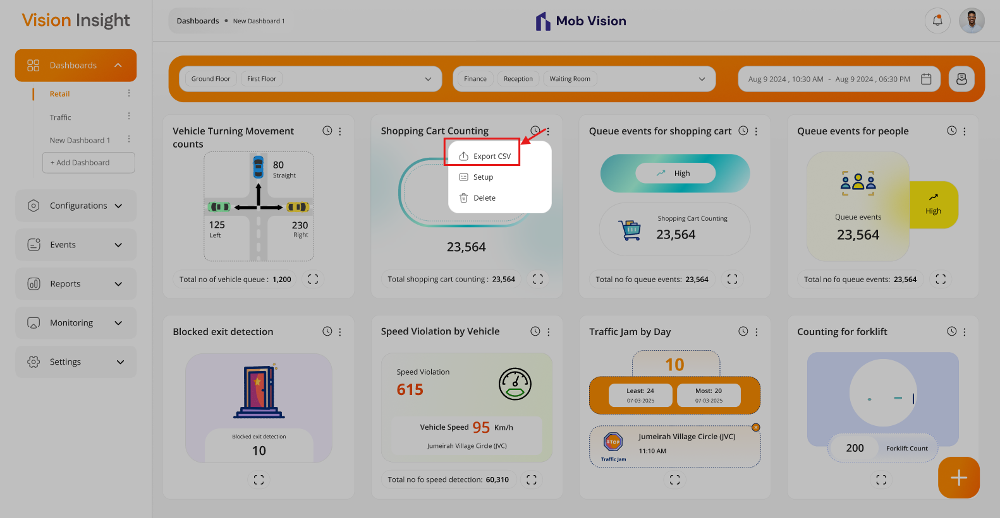 Vision Insight
Dashboards • New Dashboard 1
Mob Vision
Dashboards
Retail
Traffic
New Dashboard 1
+ Add Dashboard
Configurations
Events
Reports
Monitoring
Settings
Ground Floor First Floor
Finance Reception Waiting Room
Aug 9 2024 , 10:30 AM - Aug 9 2024 , 06:30 PM
Vehicle Turning Movement
counts
80
Straight
125
Left
230
Right
Total no of vehicle queue : 1,200
Shopping Cart Counting
Export CSV
Setup
Delete
23,564
Total shopping cart counting : 23,564
Queue events for shopping cart
High
Shopping Cart Counting
23,564
Total no fo queue events: 23,564
Queue events for people
High
Queue events
23,564
Total no fo queue events: 23,564
Blocked exit detection
Blocked exit detection
10
Speed Violation by Vehicle
Speed Violation
615
Vehicle Speed 95 Km/h
Jumeirah Village Circle (JVC)
Total no fo speed detection: 60,310
Traffic Jam by Day
10
Least: 24
07-03-2025
Most: 20
07-03-2025
STOP
Traffic Jam
Jumeirah Village Circle (JVC)
11:10 AM
Counting for forklift
200 Forklift Count